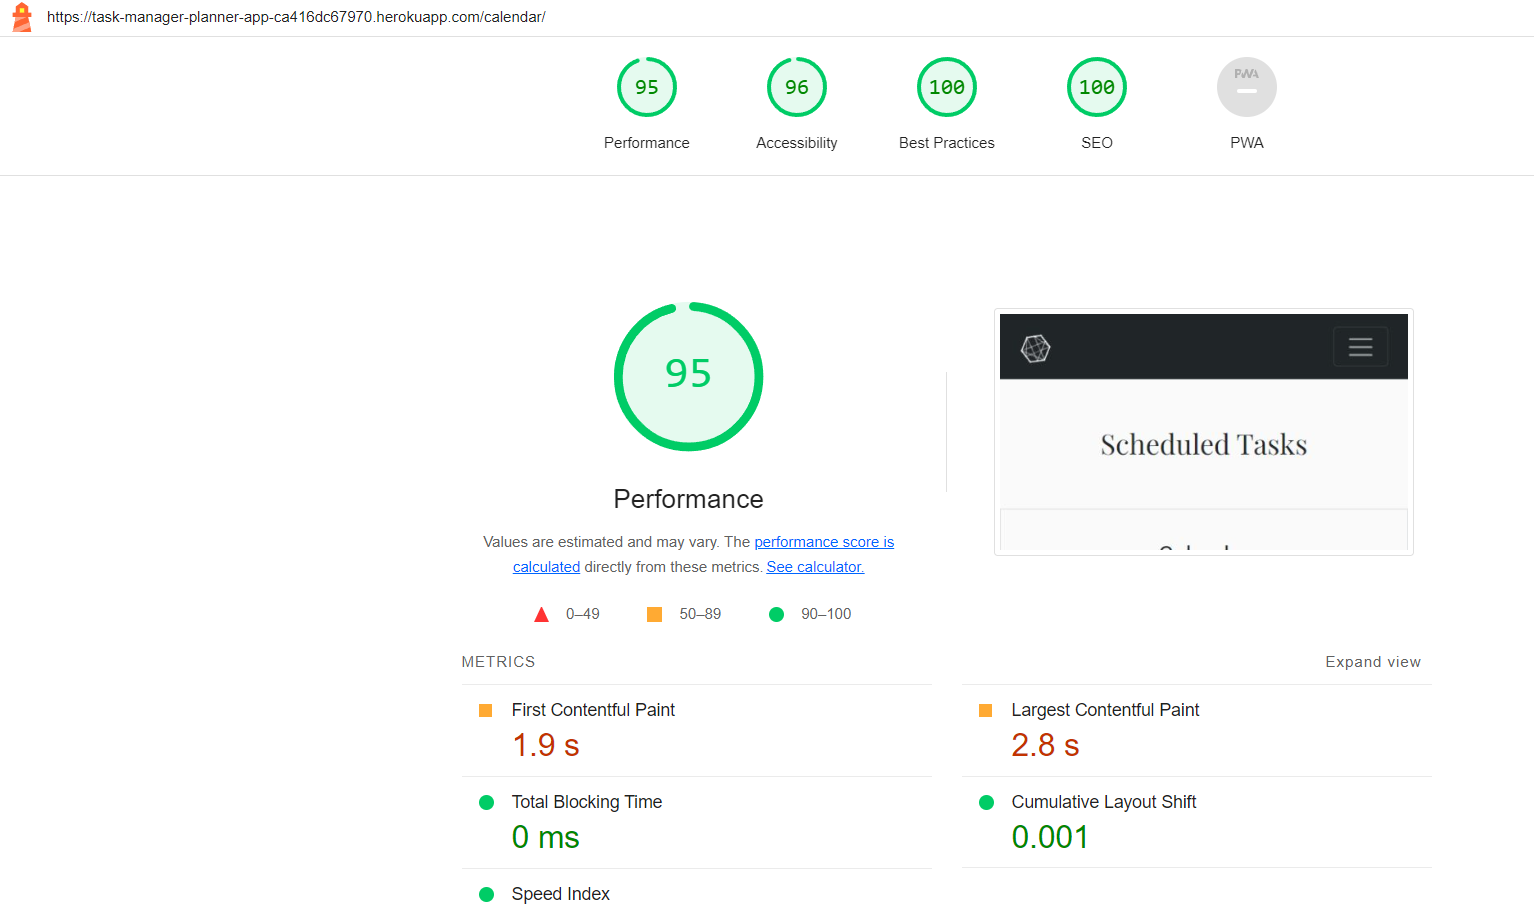 https://task-manager-planner-app-ca416dc67970.herokuapp.com/calendar/
95 96 100 100 PWA
Performance Accessibility Best Practices SEO PWA
95
Performance
Values are estimated and may vary. The performance score is
calculated directly from these metrics. See calculator.
0–49 50–89 90–100
Scheduled Tasks
METRICS Expand view
First Contentful Paint
1.9 s
Largest Contentful Paint
2.8 s
Total Blocking Time
0 ms
Cumulative Layout Shift
0.001
Speed Index